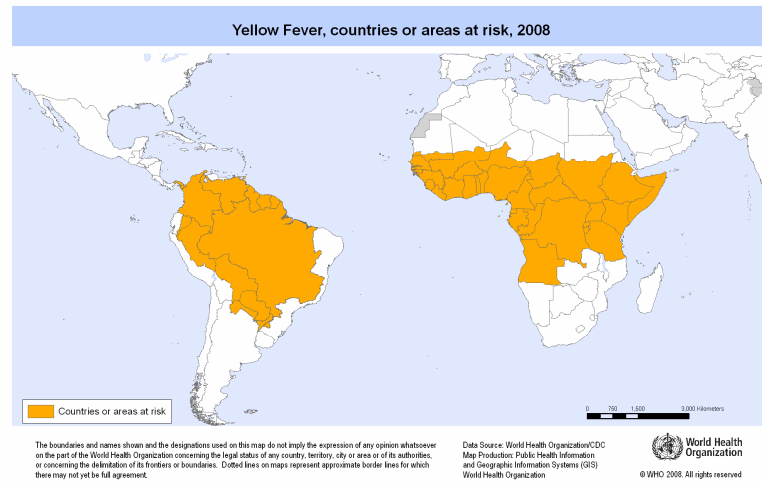 Yellow Fever, countries or areas at risk, 2008
Countries or areas at risk
0 750 1,500 3,000 Kilometers
The boundaries and names shown and the designations used on this map do not imply the expression of any opinion whatsoever
on the part of the World Health Organization concerning the legal status of any country, territory, city or area or of its authorities,
or concerning the delimitation of its frontiers or boundaries. Dotted lines on maps represent approximate border lines for which
there may not yet be full agreement.
Data Source: World Health Organization/CDC
Map Production: Public Health Information
and Geographic Information Systems (GIS)
World Health Organization
World Health
Organization
© WHO 2008. All rights reserved